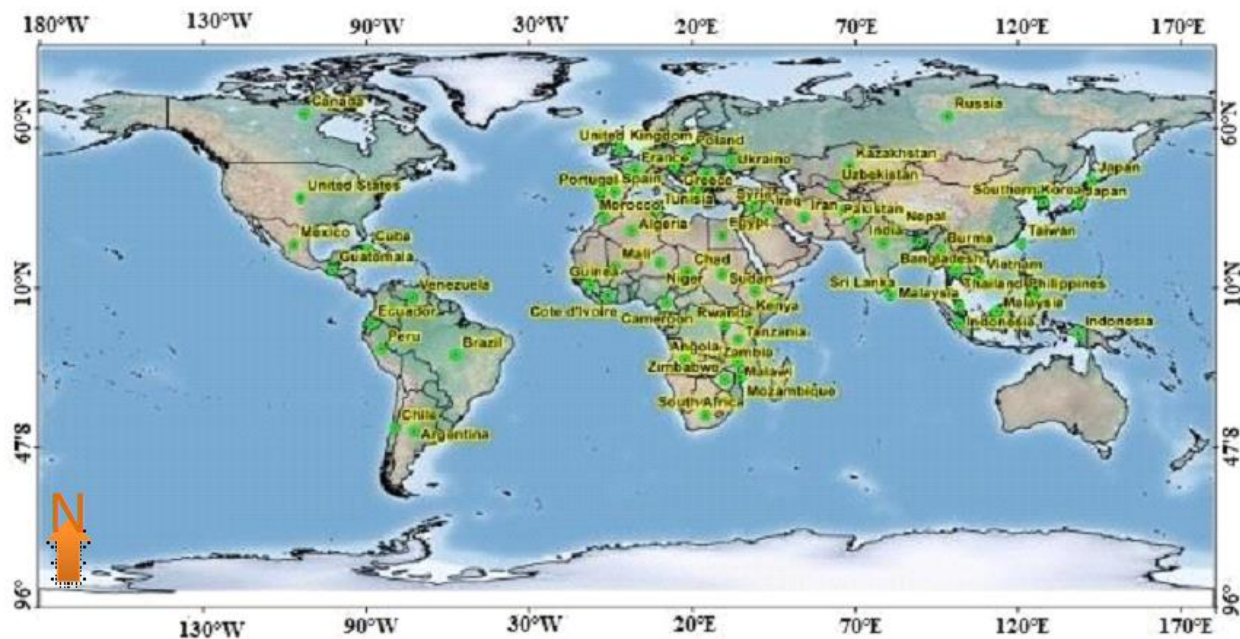 180°W 130°W 90°W 30°W 20°E 70°E 120°E 170°E
60°N
60°N
Canada
Russia
United Kingdom
Poland
France
Ukraine
Kazakhstan
Japan
United States
Portugal
Spain
Greece
Uzbekistan
Southern Korea
Japan
Morocco
Tunisia
Syria
Iraq
Iran
Pakistan
Nepal
Mexico
Cuba
Algeria
Egypt
India
Burma
Taiwan
Guatemala
Mali
Chad
Bangladesh
Vietnam
Guinea
Niger
Sudan
Sri Lanka
Malaysia
Thailand
Philippines
10°N
10°N
Venezuela
Ecuador
Cote d'Ivoire
Cameroon
Rwanda
Kenya
Malaysia
Indonesia
Indonesia
Peru
Brazil
Tanzania
Angola
Zambia
Zimbabwe
Malawi
Mozambique
Chile
South Africa
Argentina
47°S
47°S
N
96°
96°
130°W 90°W 30°W 20°E 70°E 120°E 170°E